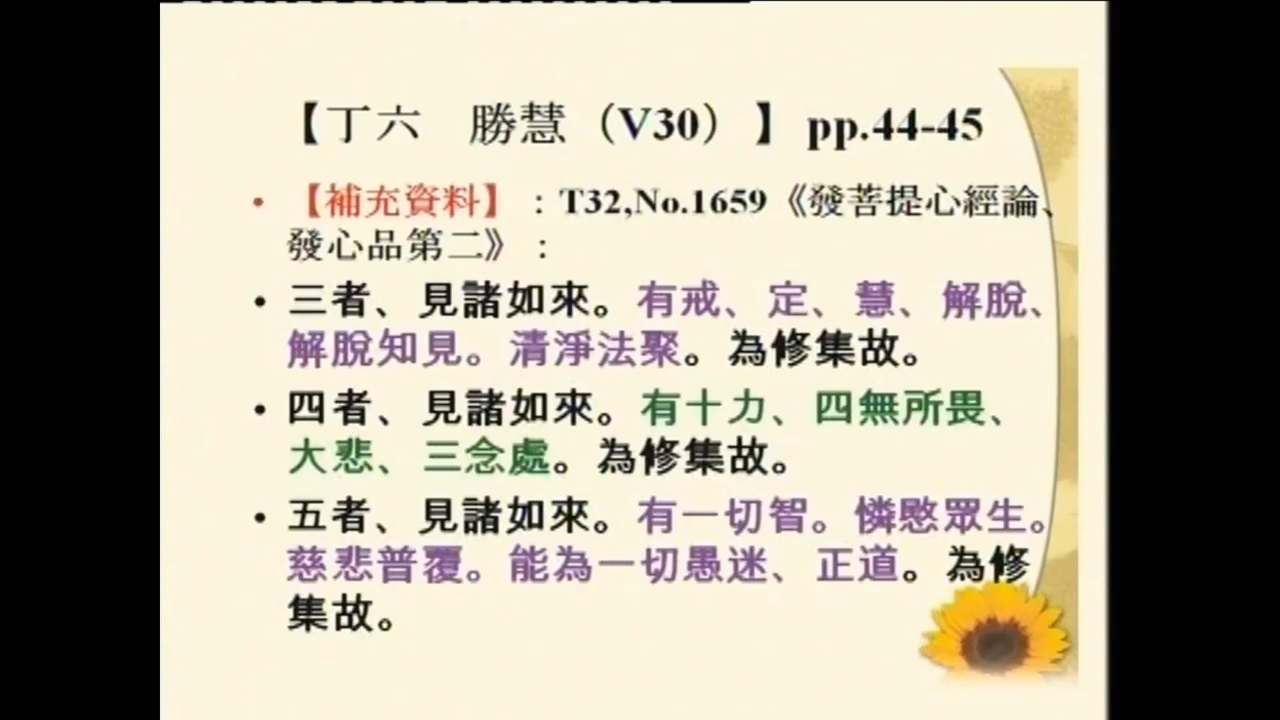 【丁六　勝慧（V30）】pp.44-45
• 【補充資料】：T32,No.1659《發菩提心經論、
發心品第二》：
• 三者、見諸如來。有戒、定、慧、解脫、
解脫知見。清淨法聚。為修集故。
• 四者、見諸如來。有十力、四無所畏、
大悲、三念處。為修集故。
• 五者、見諸如來。有一切智。憐愍眾生。
慈悲普覆。能為一切愚迷、正道。為修
集故。